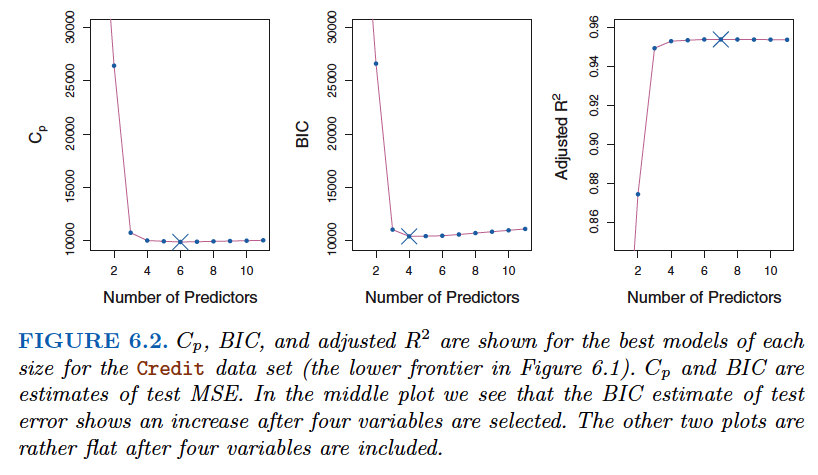 Cp
10000 15000 20000 25000 30000
2 4 6 8 10
Number of Predictors
BIC
10000 15000 20000 25000 30000
2 4 6 8 10
Number of Predictors
Adjusted R²
0.86 0.88 0.90 0.92 0.94 0.96
2 4 6 8 10
Number of Predictors
FIGURE 6.2. Cp, BIC, and adjusted R² are shown for the best models of each
size for the Credit data set (the lower frontier in Figure 6.1). Cp and BIC are
estimates of test MSE. In the middle plot we see that the BIC estimate of test
error shows an increase after four variables are selected. The other two plots are
rather flat after four variables are included.